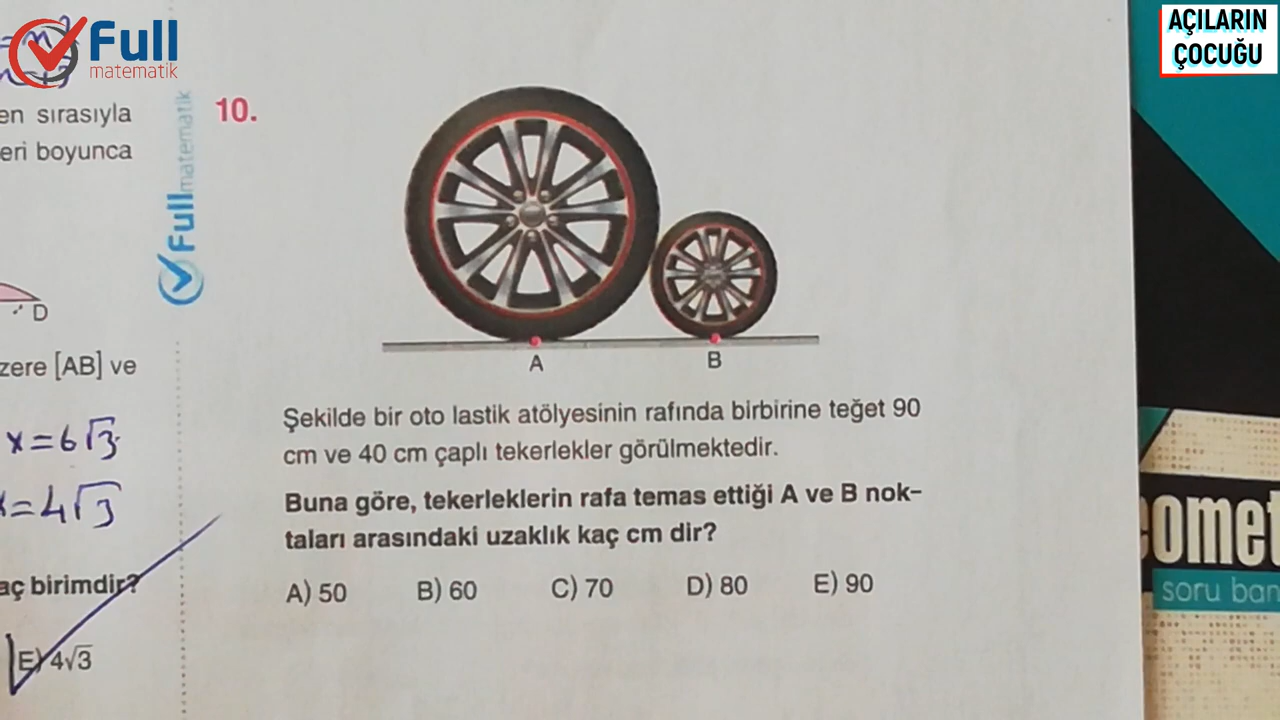 Full
matematik
AÇILARIN
ÇOCUĞU
en sırasıyla
eri boyunca
D
zere [AB] ve
x=6√3
x=4√3
aç birimdir?
E) 4√3
Fullmatematik
10.
A
B
Şekilde bir oto lastik atölyesinin rafında birbirine teğet 90
cm ve 40 cm çaplı tekerlekler görülmektedir.
Buna göre, tekerleklerin rafa temas ettiği A ve B nok-
taları arasındaki uzaklık kaç cm dir?
A) 50 B) 60 C) 70 D) 80 E) 90
omet
soru ban